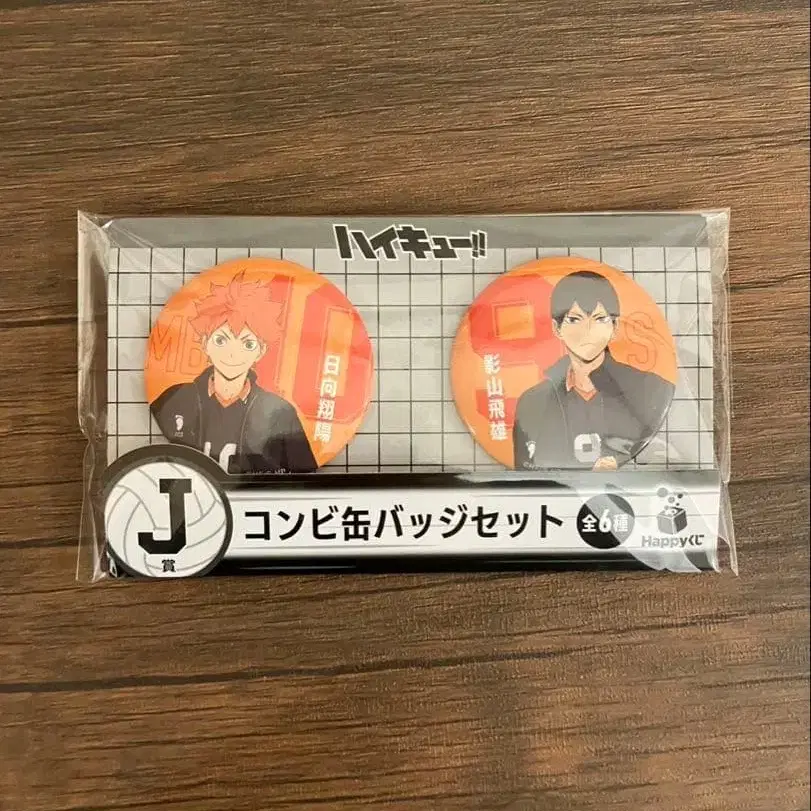 ハイキュー!!
日向翔陽
影山飛雄
J
賞
コンビ缶バッジセット
全6種
Happyくじ